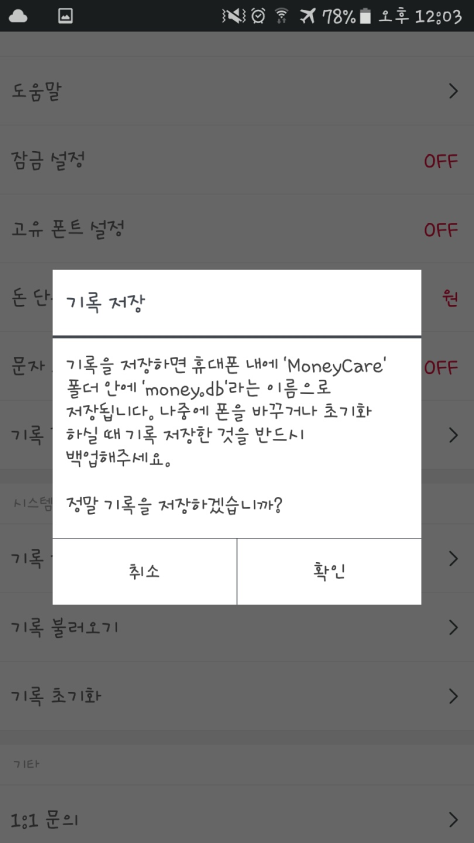 78% 오후 12:03
도움말
잠금 설정 OFF
고유 폰트 설정 OFF
돈 단 원
기록 저장
문자 OFF
기록을 저장하면 휴대폰 내에 'MoneyCare'
폴더 안에 'money.db'라는 이름으로
저장됩니다. 나중에 폰을 바꾸거나 초기화
하실 때 기록 저장한 것을 반드시
백업해주세요.
정말 기록을 저장하겠습니까?
취소 확인
기록
시스템
기록
기록 불러오기
기록 초기화
기타
1:1 문의